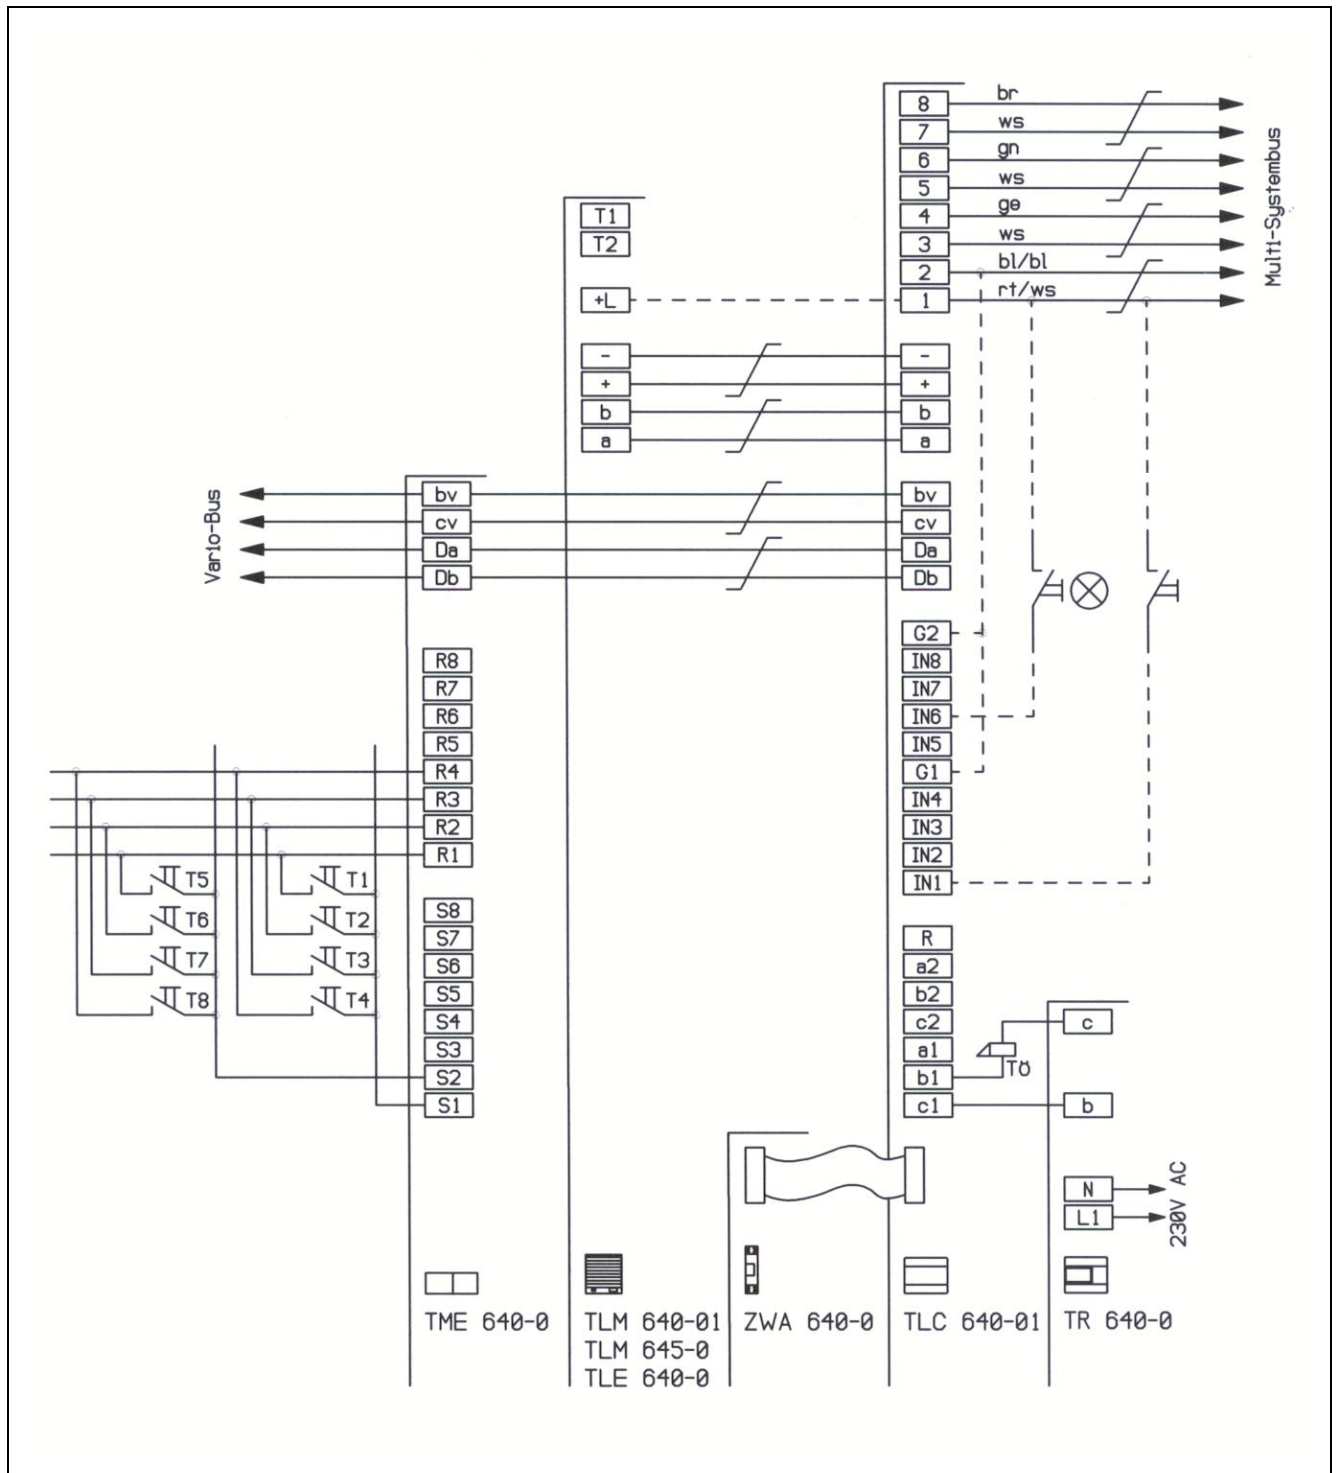 8 br
7 ws
6 gn
5 ws
4 ge
3 ws
2 bl/bl
1 rt/ws
Multi-Systembus
T1
T2
+L
- -
+ +
b b
a a
Vario-Bus
bv bv
cv cv
Da Da
Db Db
G2
R8 IN8
R7 IN7
R6 IN6
R5 IN5
R4 G1
R3 IN4
R2 IN3
R1 IN2
T5 T1 IN1
S8
T6 T2
S7 R
T7 T3
S6 a2
S5 b2
T8 T4
S4 c2 c
S3 a1
TÖ
S2 b1
S1 c1 b
N
L1
230V AC
TME 640-0 TLM 640-01 ZWA 640-0 TLC 640-01 TR 640-0
TLM 645-0
TLE 640-0